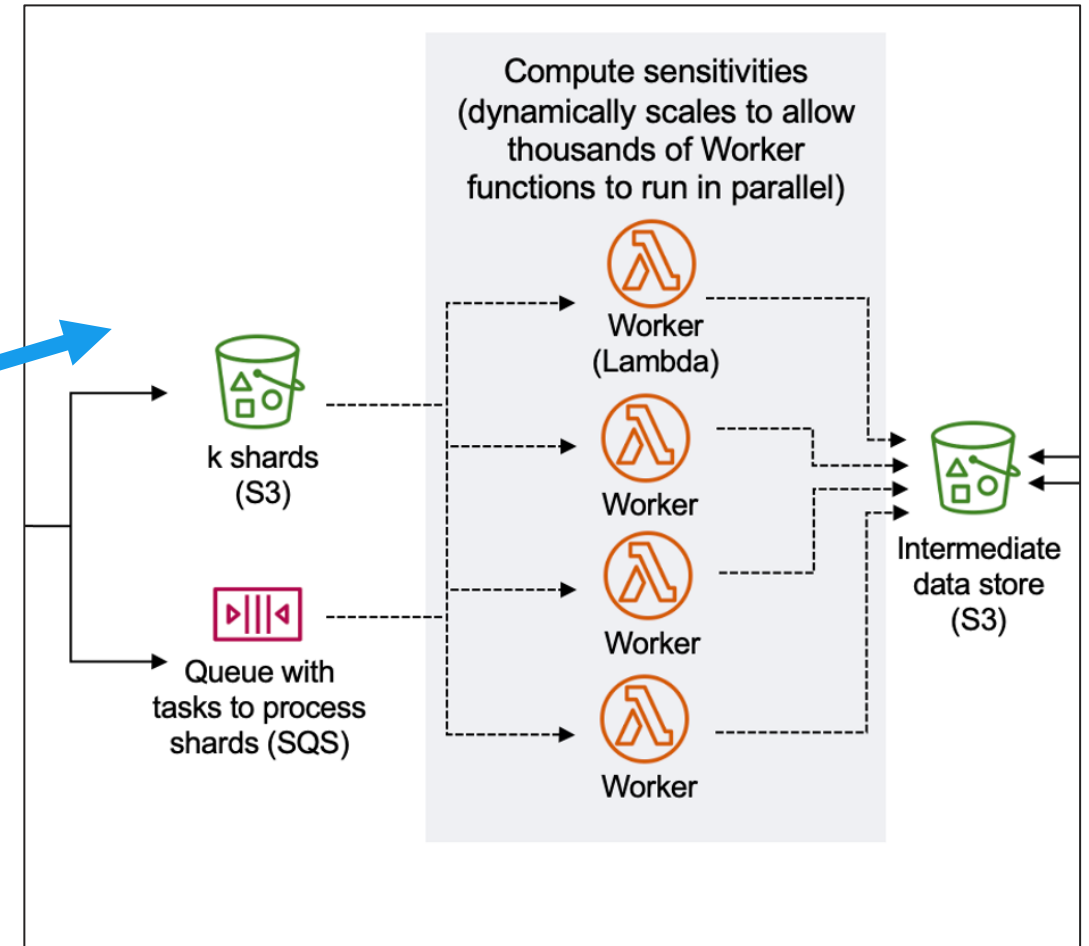 Compute sensitivities
(dynamically scales to allow
thousands of Worker
functions to run in parallel)
Worker
(Lambda)
k shards
(S3)
Worker
Intermediate
data store
(S3)
Worker
Queue with
tasks to process
shards (SQS)
Worker